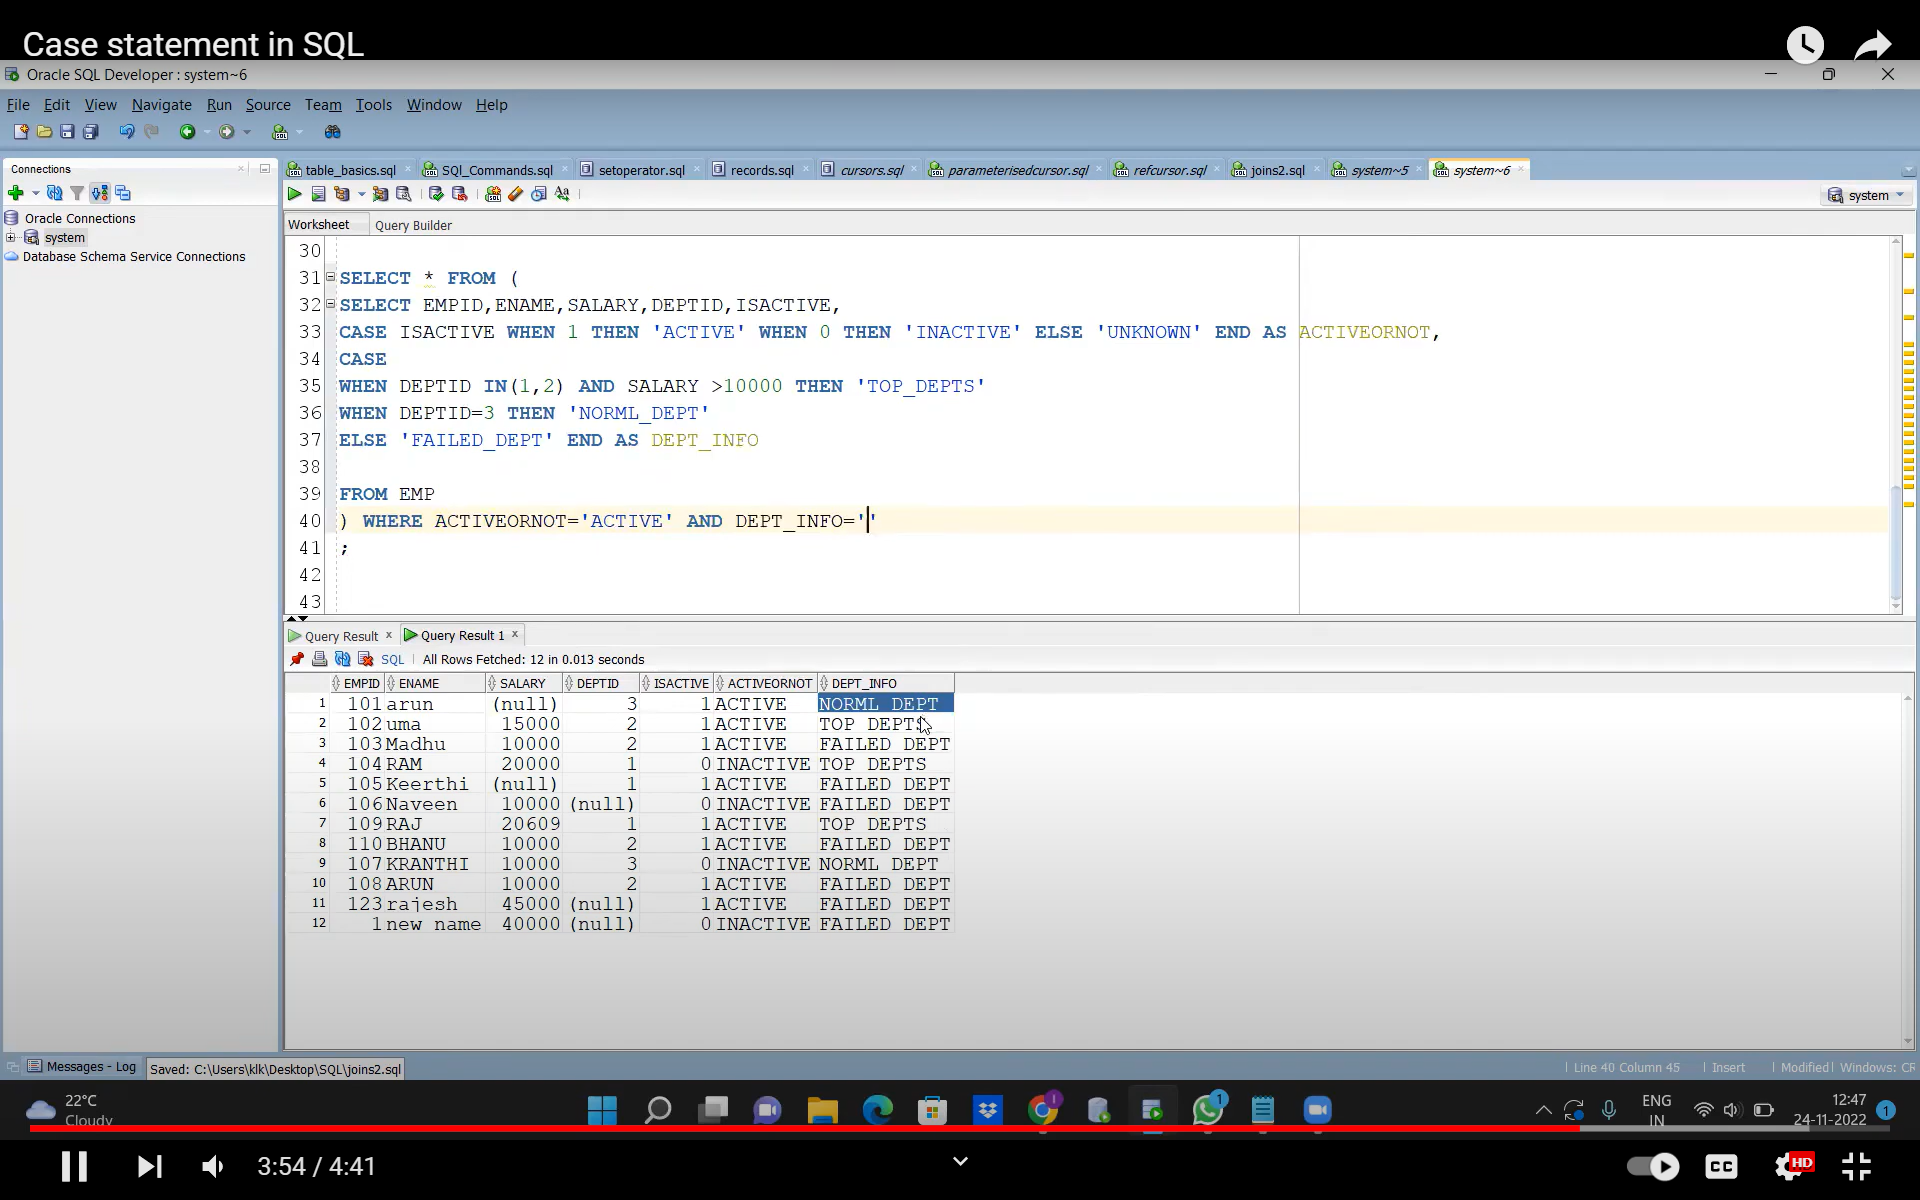 Case statement in SQL
Oracle SQL Developer : system~6
File Edit View Navigate Run Source Team Tools Window Help
Connections
table_basics.sql SQL_Commands.sql setoperator.sql records.sql cursors.sql parameterisedcursor.sql refcursor.sql joins2.sql system~5 system~6
system
Oracle Connections
system
Database Schema Service Connections
Worksheet Query Builder
30
31 SELECT * FROM (
32 SELECT EMPID,ENAME,SALARY,DEPTID,ISACTIVE,
33 CASE ISACTIVE WHEN 1 THEN 'ACTIVE' WHEN 0 THEN 'INACTIVE' ELSE 'UNKNOWN' END AS ACTIVEORNOT,
34 CASE
35 WHEN DEPTID IN(1,2) AND SALARY >10000 THEN 'TOP_DEPTS'
36 WHEN DEPTID=3 THEN 'NORML_DEPT'
37 ELSE 'FAILED_DEPT' END AS DEPT_INFO
38
39 FROM EMP
40 ) WHERE ACTIVEORNOT='ACTIVE' AND DEPT_INFO=''
41 ;
42
43
Query Result Query Result 1
SQL All Rows Fetched: 12 in 0.013 seconds
EMPID ENAME SALARY DEPTID ISACTIVE ACTIVEORNOT DEPT_INFO
1 101 arun (null) 3 1 ACTIVE NORML_DEPT
2 102 uma 15000 2 1 ACTIVE TOP_DEPTS
3 103 Madhu 10000 2 1 ACTIVE FAILED_DEPT
4 104 RAM 20000 1 0 INACTIVE TOP_DEPTS
5 105 Keerthi (null) 1 1 ACTIVE FAILED_DEPT
6 106 Naveen 10000 (null) 0 INACTIVE FAILED_DEPT
7 109 RAJ 20609 1 1 ACTIVE TOP_DEPTS
8 110 BHANU 10000 2 1 ACTIVE FAILED_DEPT
9 107 KRANTHI 10000 3 0 INACTIVE NORML_DEPT
10 108 ARUN 10000 2 1 ACTIVE FAILED_DEPT
11 123 rajesh 45000 (null) 1 ACTIVE FAILED_DEPT
12 1 new name 40000 (null) 0 INACTIVE FAILED_DEPT
Messages - Log Saved: C:\Users\klk\Desktop\SQL\joins2.sql Line 40 Column 45 Insert Modified Windows: CR
22°C
Cloudy
ENG
IN
12:47
24-11-2022
1
1
3:54 / 4:41
CC
HD